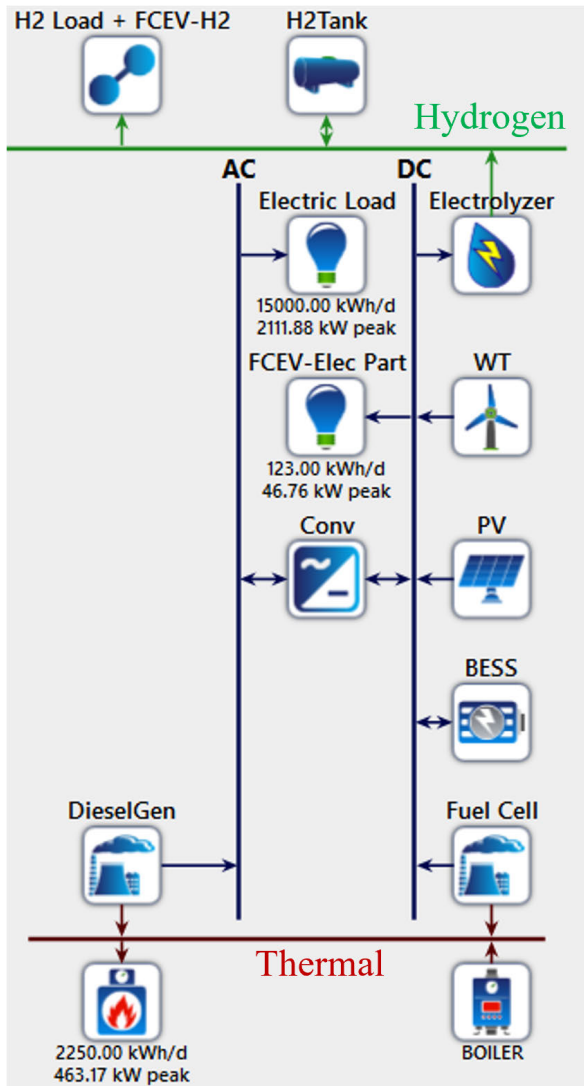 H2 Load + FCEV-H2
H2Tank
Hydrogen
AC
DC
Electric Load
Electrolyzer
15000.00 kWh/d
2111.88 kW peak
FCEV-Elec Part
WT
123.00 kWh/d
46.76 kW peak
Conv
PV
BESS
DieselGen
Fuel Cell
Thermal
2250.00 kWh/d
463.17 kW peak
BOILER